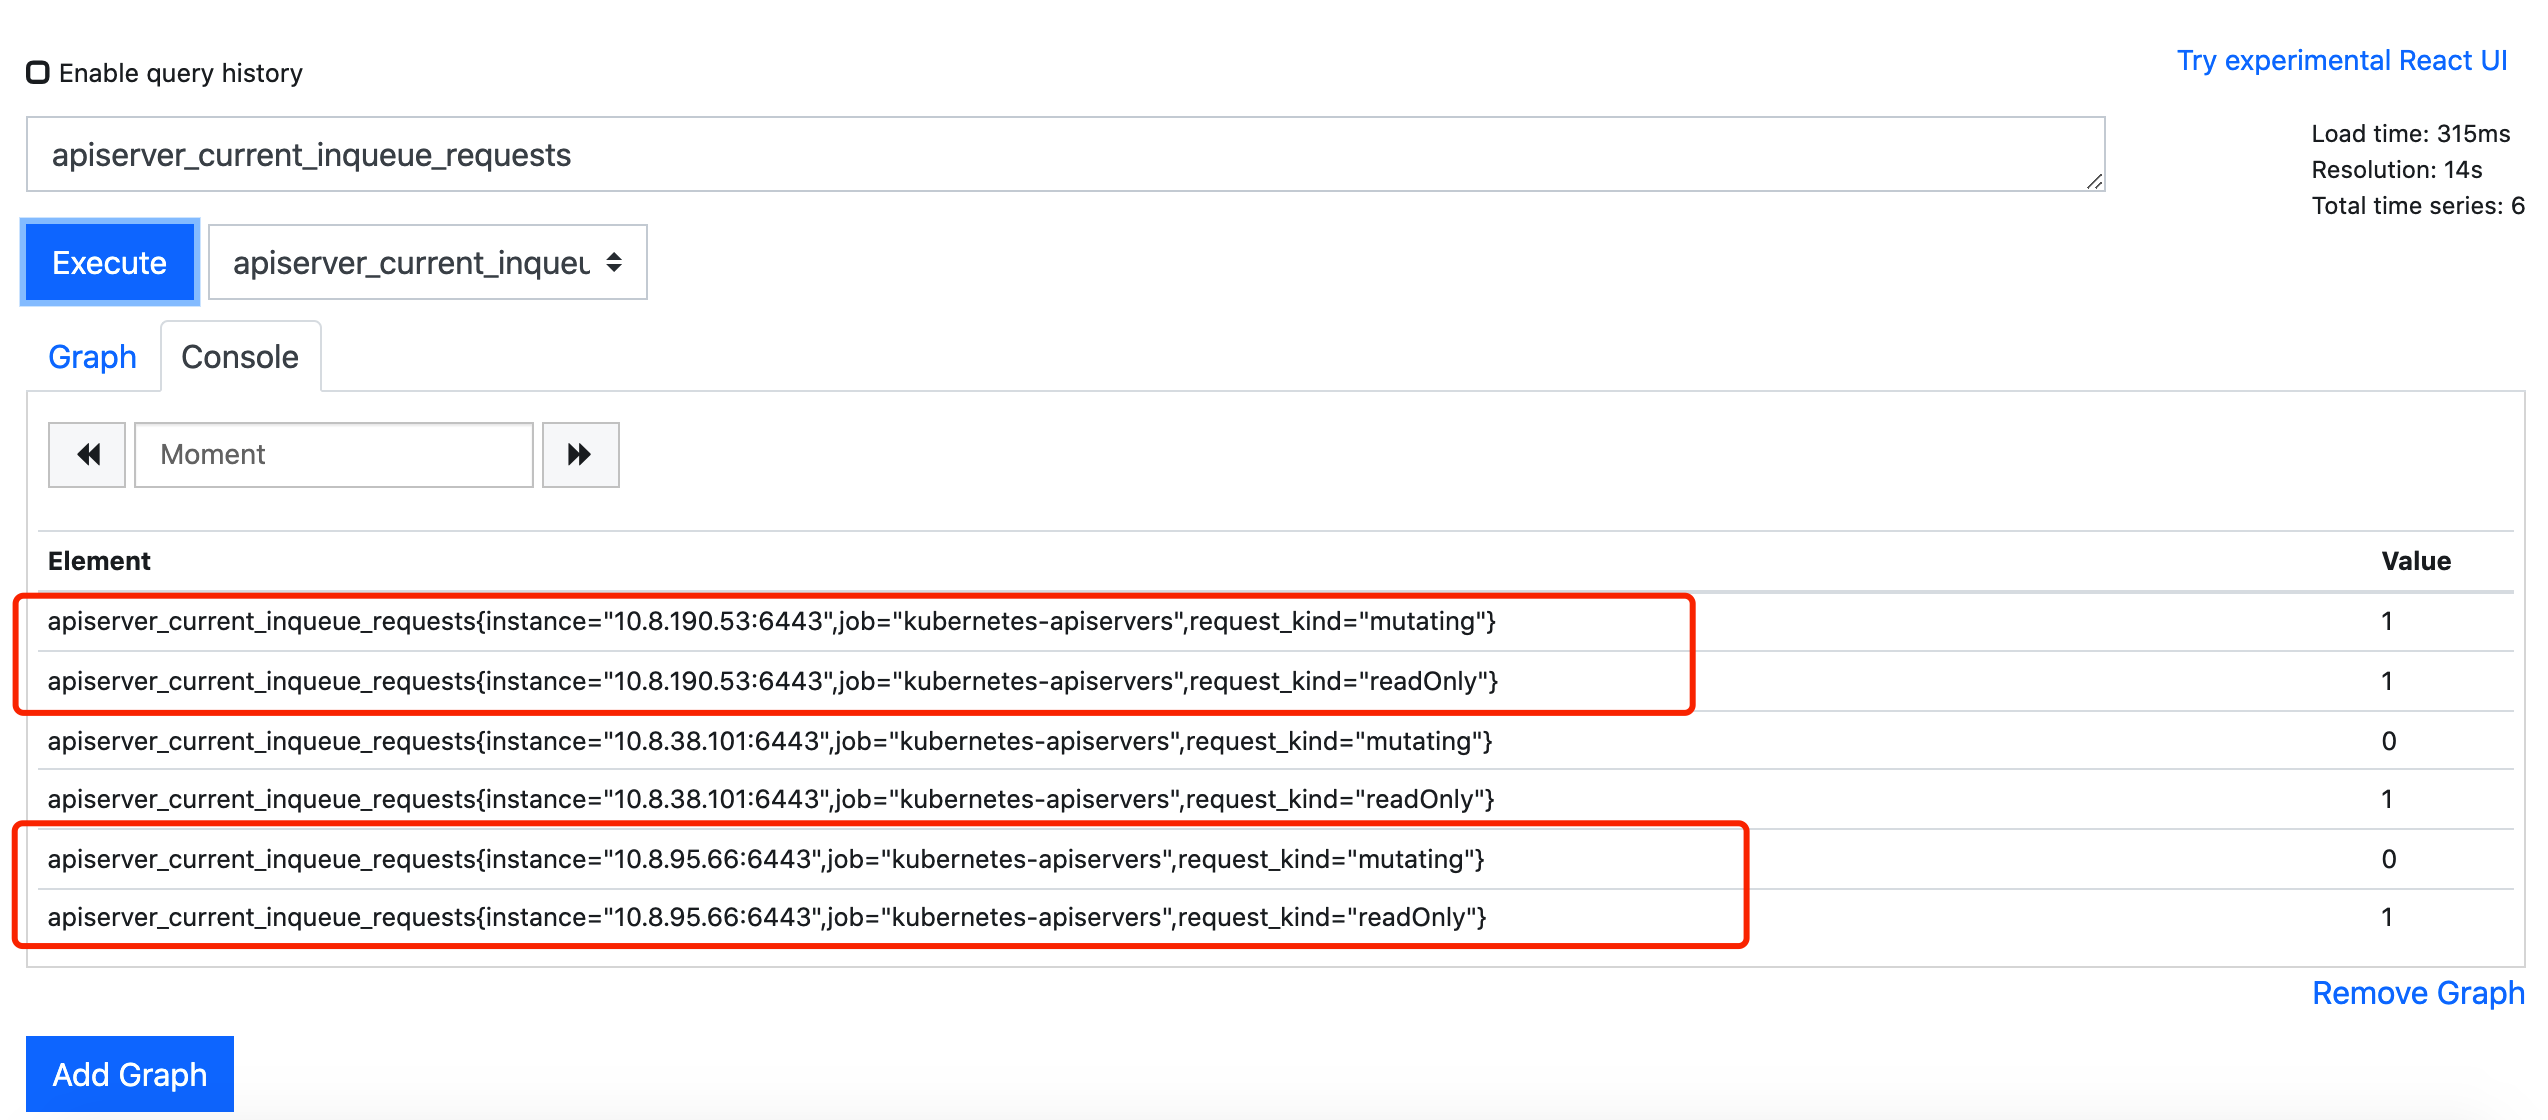 Enable query history
Try experimental React UI
apiserver_current_inqueue_requests
Load time: 315ms
Resolution: 14s
Total time series: 6
Execute
apiserver_current_inqueu
Graph
Console
Moment
Element Value
apiserver_current_inqueue_requests{instance="10.8.190.53:6443",job="kubernetes-apiservers",request_kind="mutating"} 1
apiserver_current_inqueue_requests{instance="10.8.190.53:6443",job="kubernetes-apiservers",request_kind="readOnly"} 1
apiserver_current_inqueue_requests{instance="10.8.38.101:6443",job="kubernetes-apiservers",request_kind="mutating"} 0
apiserver_current_inqueue_requests{instance="10.8.38.101:6443",job="kubernetes-apiservers",request_kind="readOnly"} 1
apiserver_current_inqueue_requests{instance="10.8.95.66:6443",job="kubernetes-apiservers",request_kind="mutating"} 0
apiserver_current_inqueue_requests{instance="10.8.95.66:6443",job="kubernetes-apiservers",request_kind="readOnly"} 1
Remove Graph
Add Graph